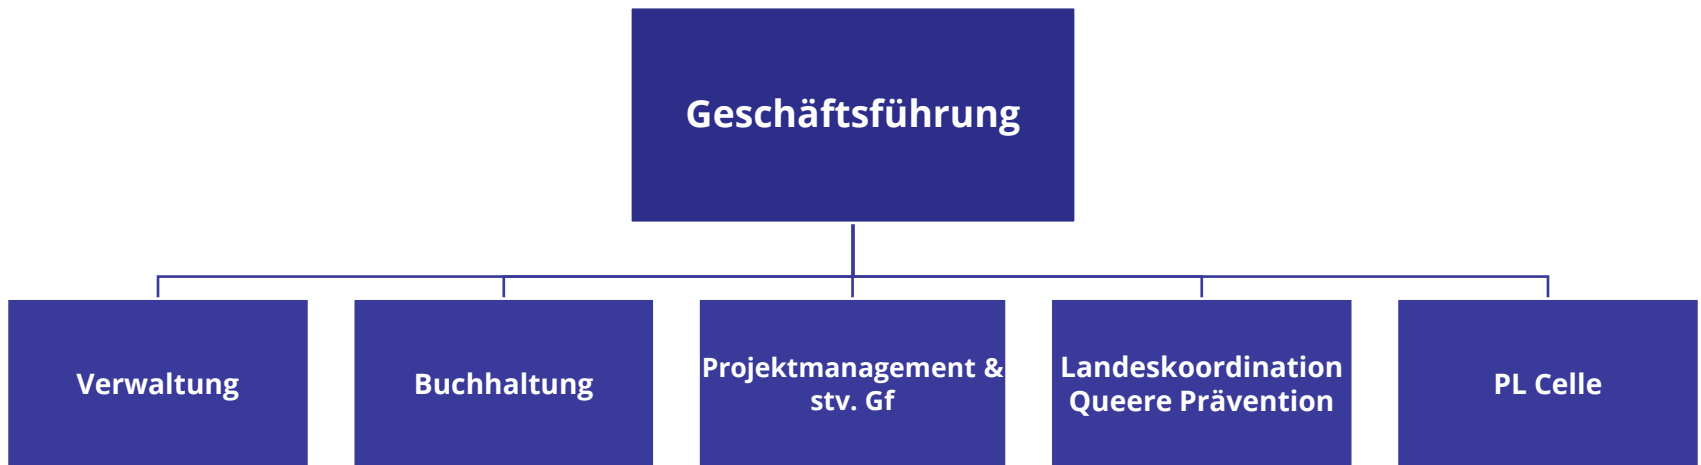 Geschäftsführung
Verwaltung
Buchhaltung
Projektmanagement &
stv. Gf
Landeskoordination
Queere Prävention
PL Celle